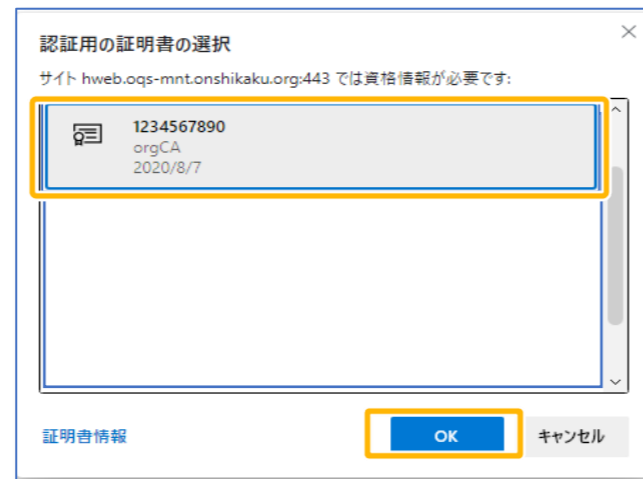 認証用の証明書の選択
サイト hweb.oqs-mnt.onshikaku.org:443 では資格情報が必要です:
1234567890
orgCA
2020/8/7
証明書情報
OK
キャンセル